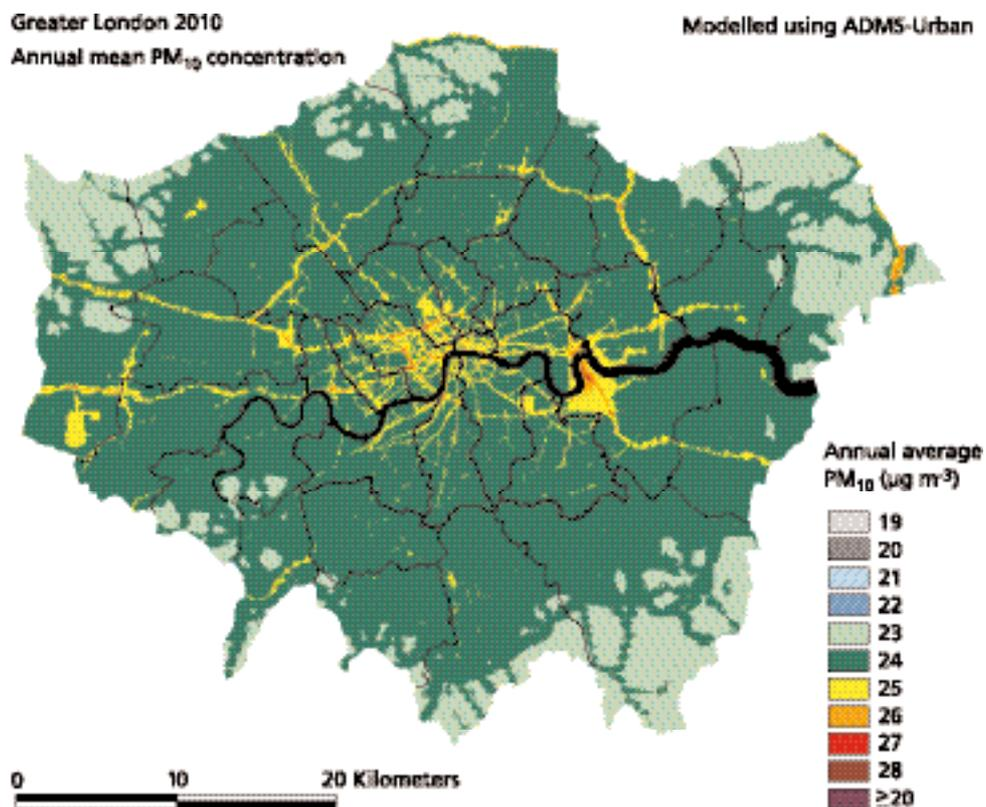 Greater London 2010
Annual mean PM₁₀ concentration
Modelled using ADMS-Urban
Annual average
PM₁₀ (µg m⁻³)
19
20
21
22
23
24
25
26
27
28
≥20
0 10 20 Kilometers